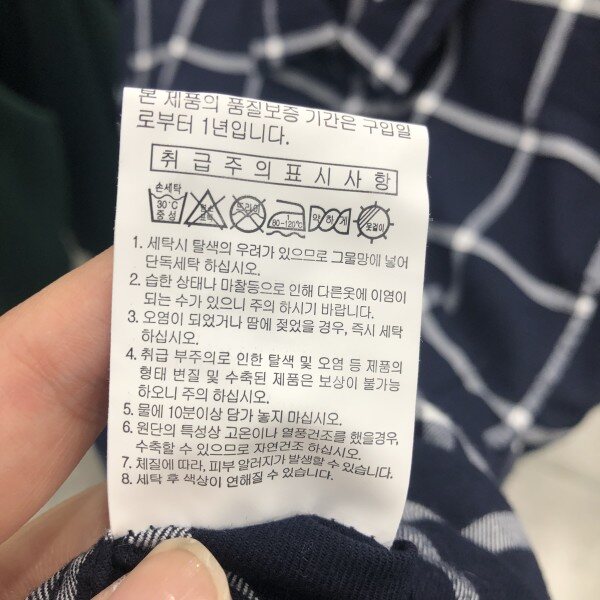 본 제품의 품질보증 기간은 구입일
로부터 1년입니다.
취급주의표시사항
손세탁
30℃
중성
드라이
80~120℃
약하게
옷걸이
1. 세탁시 탈색의 우려가 있으므로 그물망에 넣어
단독세탁 하십시오.
2. 습한 상태나 마찰등으로 인해 다른옷에 이염이
되는 수가 있으니 주의 하시기 바랍니다.
3. 오염이 되었거나 땀에 젖었을 경우, 즉시 세탁
하십시오.
4. 취급 부주의로 인한 탈색 및 오염 등 제품의
형태 변질 및 수축된 제품은 보상이 불가능
하오니 주의 하십시오.
5. 물에 10분이상 담가 놓지 마십시오.
6. 원단의 특성상 고온이나 열풍건조를 했을경우,
수축할 수 있으므로 자연건조 하십시오.
7. 체질에 따라, 피부 알러지가 발생할 수 있습니다.
8. 세탁 후 색상이 연해질 수 있습니다.